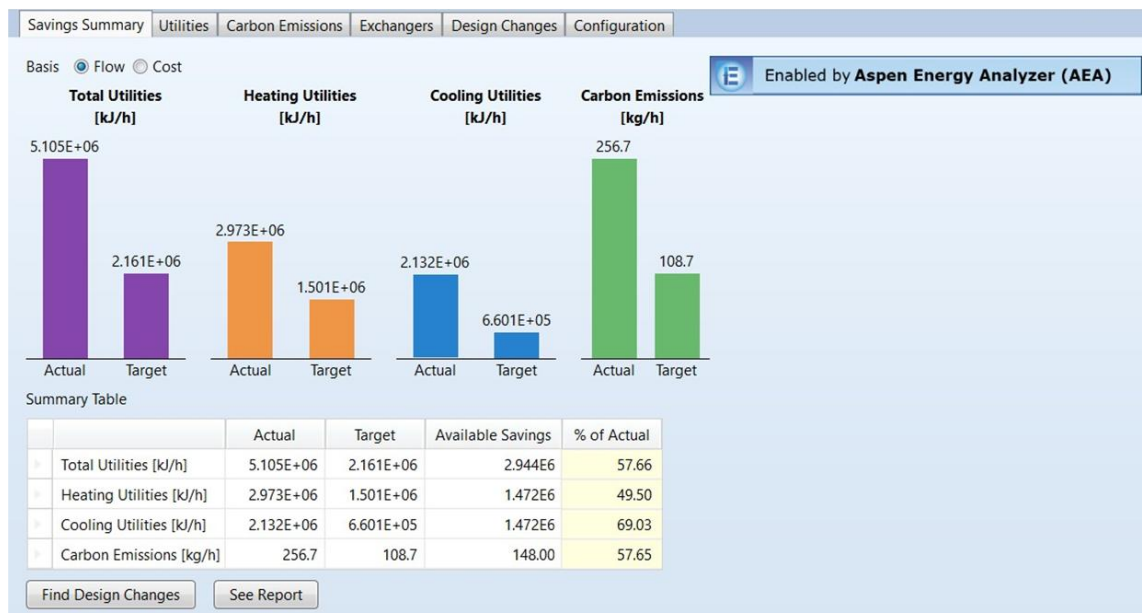 Savings Summary Utilities Carbon Emissions Exchangers Design Changes Configuration
Basis Flow Cost
Enabled by Aspen Energy Analyzer (AEA)
Total Utilities Heating Utilities Cooling Utilities Carbon Emissions
[kJ/h] [kJ/h] [kJ/h] [kg/h]
5.105E+06 256.7
2.973E+06
2.161E+06 2.132E+06 108.7
1.501E+06
6.601E+05
Actual Target Actual Target Actual Target Actual Target
Summary Table
Actual Target Available Savings % of Actual
Total Utilities [kJ/h] 5.105E+06 2.161E+06 2.944E6 57.66
Heating Utilities [kJ/h] 2.973E+06 1.501E+06 1.472E6 49.50
Cooling Utilities [kJ/h] 2.132E+06 6.601E+05 1.472E6 69.03
Carbon Emissions [kg/h] 256.7 108.7 148.00 57.65
Find Design Changes See Report